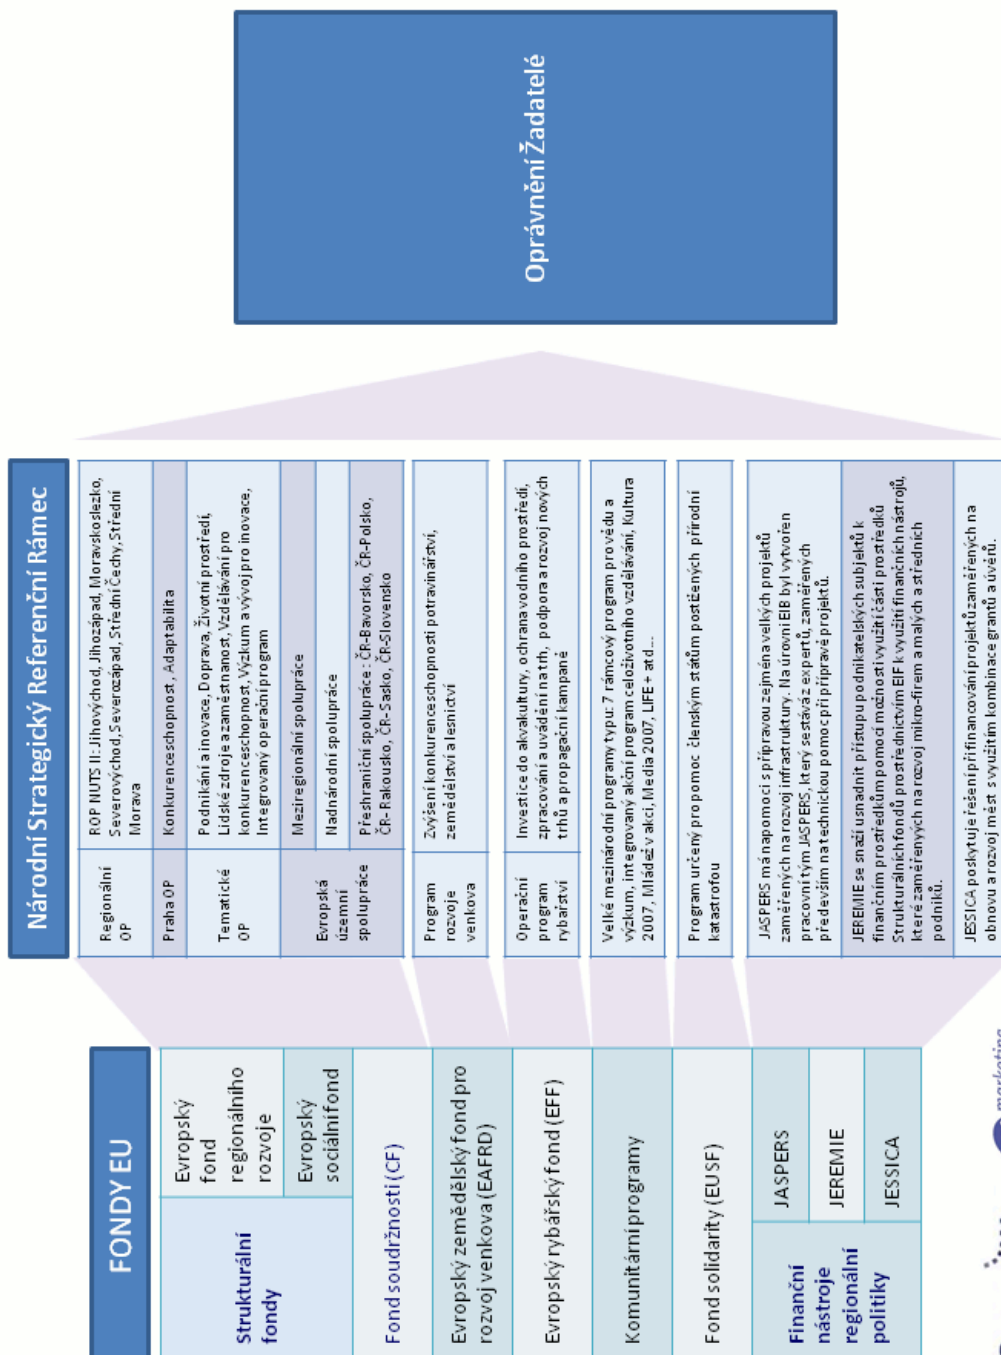 FONDY EU
Strukturální
fondy
Evropský
fond
regionálního
rozvoje
Evropský
sociální fond
Fond soudržnosti (CF)
Evropský zemědělský fond pro
rozvoj venkova (EAFRD)
Evropský rybářský fond (EFF)
Komunitární programy
Fond solidarity (EUSF)
Finanční
nástroje
regionální
politiky
JASPERS
JEREMIE
JESSICA
Národní Strategický Referenční Rámec
Regionální
OP
ROP NUTS II: Jihovýchod, Jihozápad, Moravskoslezko,
Severovýchod, Severozápad, Střední Čechy, Střední
Morava
Praha OP
Konkurenceschopnost, Adaptabilita
Tematické
OP
Podnikání a inovace, Doprava, Životní prostředí,
Lidské zdroje a zaměstnanost, Vzdělávání pro
konkurenceschopnost, Výzkum a vývoj pro inovace,
Integrovaný operační program
Evropská
územní
spolupráce
Meziregionální spolupráce
Nadnárodní spolupráce
Přeshraniční spolupráce : ČR-Bavorsko, ČR-Polsko,
ČR- Rakousko, ČR- Sasko, ČR-Slovensko
Program
rozvoje
venkova
Zvýšení konkurenceschopnosti potravinářství,
zemědělství a lesnictví
Operační
program
rybářství
Investice do akvakultury, ochrana vodního prostředí,
zpracování a uvádění na trh, podpora a rozvoj nových
trhů a propagační kampaně
Velké mezinárodní programy typu: 7 rámcový program pro vědu a
výzkum, integrovaný akční program celoživotního vzdělávání, Kultura
2007, Mládež v akci, Media 2007, LIFE + atd...
Program určený pro pomoc členským státům postižených přírodní
katastrofou
JASPERS má napomoci s přípravou zejména velkých projektů
zaměřených na rozvoj infrastruktury. Na úrovni EIB byl vytvořen
pracovní tým JASPERS, který sestává z expertů, zaměřených
především na technickou pomoc při přípravě projektů.
JEREMIE se snaží usnadnit přístupu podnikatelských subjektů k
finančním prostředkům pomocí možnosti využití části prostředků
Strukturálních fondů prostřednictvím EIF k využití finančních nástrojů,
které zaměřených na rozvoj mikro-firem a malých a středních
podniků.
JESSICA poskytuje řešení při financování projektů zaměřených na
obnovu a rozvoj měst s využitím kombinace grantů a úvěrů.
Oprávnění Žadatelé
marketing